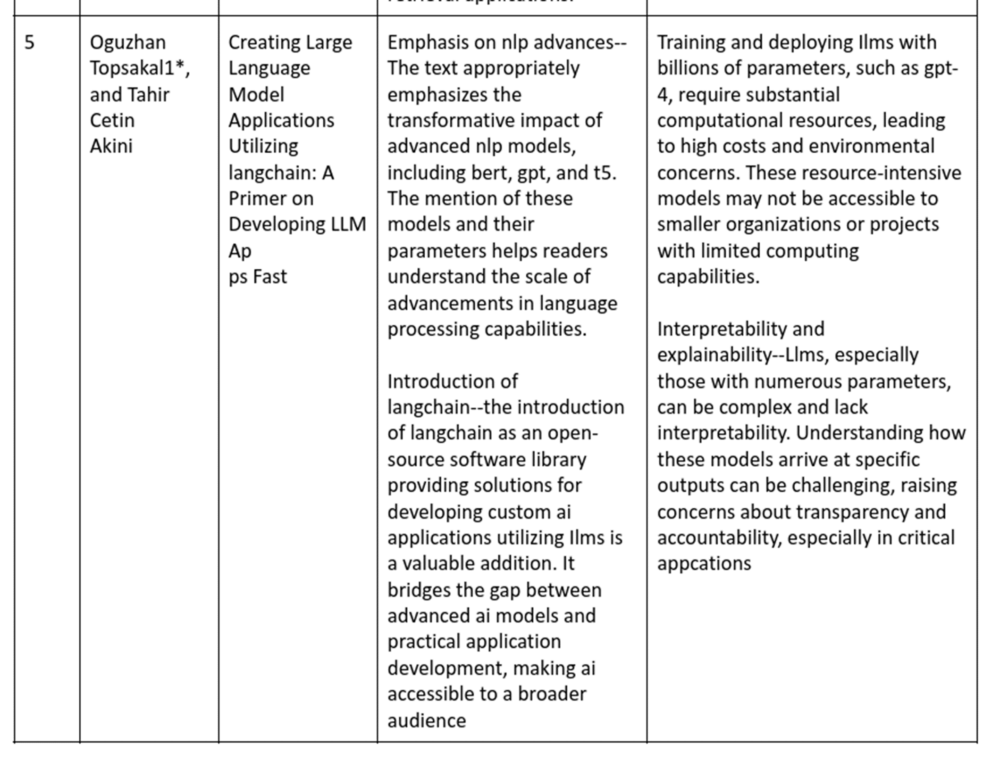 retrieval applications.
5
Oguzhan
Topsakal1*,
and Tahir
Cetin
Akini
Creating Large
Language
Model
Applications
Utilizing
langchain: A
Primer on
Developing LLM
Ap
ps Fast
Emphasis on nlp advances--
The text appropriately
emphasizes the
transformative impact of
advanced nlp models,
including bert, gpt, and t5.
The mention of these
models and their
parameters helps readers
understand the scale of
advancements in language
processing capabilities.
Introduction of
langchain--the introduction
of langchain as an open-
source software library
providing solutions for
developing custom ai
applications utilizing Ilms is
a valuable addition. It
bridges the gap between
advanced ai models and
practical application
development, making ai
accessible to a broader
audience
Training and deploying Ilms with
billions of parameters, such as gpt-
4, require substantial
computational resources, leading
to high costs and environmental
concerns. These resource-intensive
models may not be accessible to
smaller organizations or projects
with limited computing
capabilities.
Interpretability and
explainability--Llms, especially
those with numerous parameters,
can be complex and lack
interpretability. Understanding how
these models arrive at specific
outputs can be challenging, raising
concerns about transparency and
accountability, especially in critical
appcations